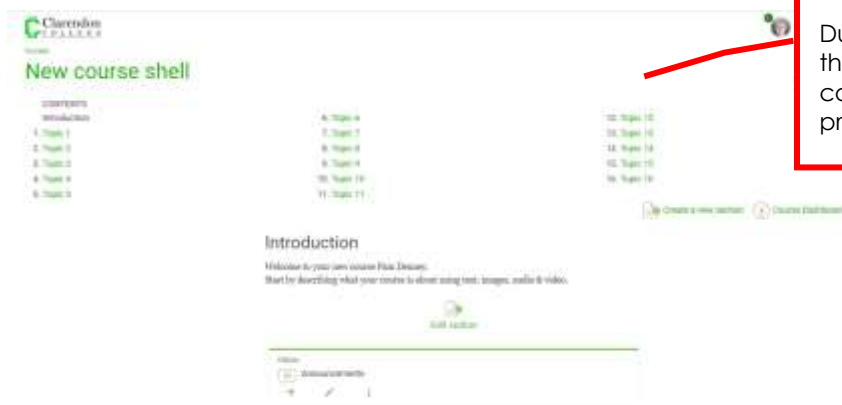 Clarendon
COLLEGE
New course shell
CONTENTS
Introduction
1. Topic 1
2. Topic 2
3. Topic 3
4. Topic 4
5. Topic 5
6. Topic 6
7. Topic 7
8. Topic 8
9. Topic 9
10. Topic 10
11. Topic 11
12. Topic 12
13. Topic 13
14. Topic 14
15. Topic 15
16. Topic 16
Create a new section
Course Dashboard
Introduction
Welcome to your new course Pam Denney.
Start by describing what your course is about using text, images, audio & video.
Edit section
Announcements
Du
th
co
pr